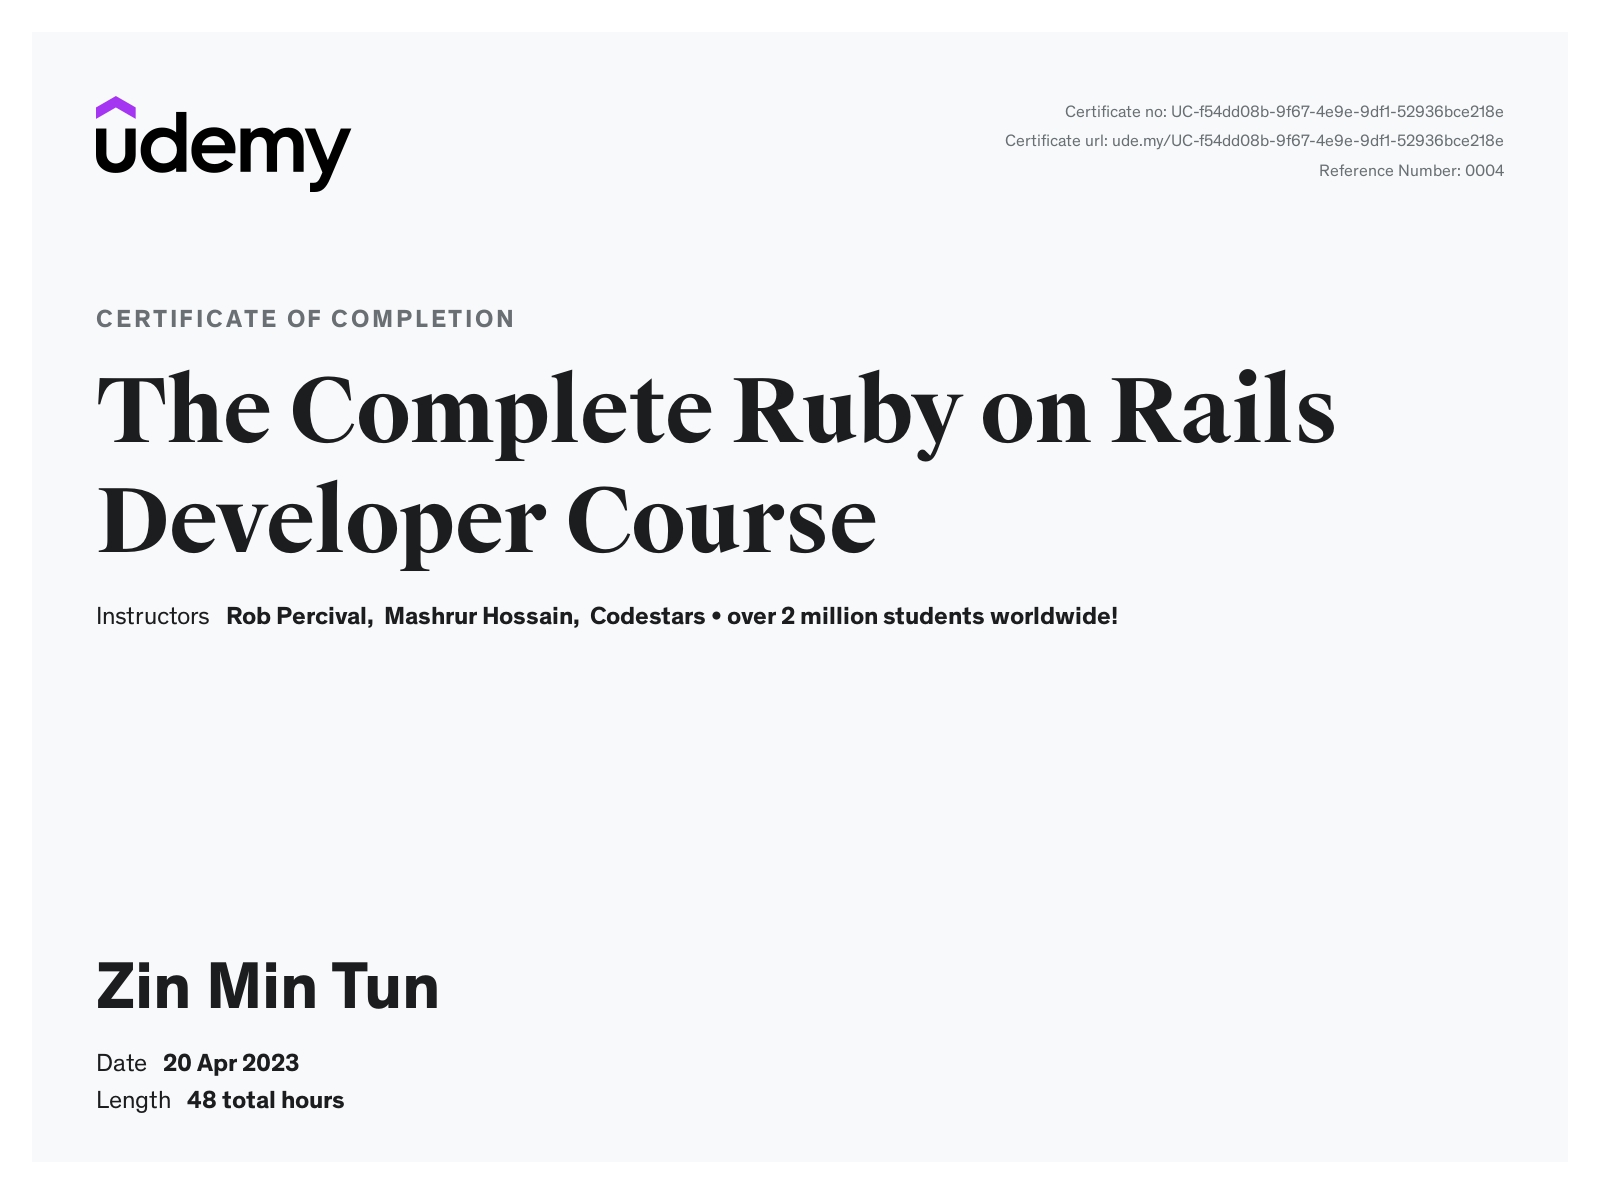 udemy
Certificate no: UC-f54dd08b-9f67-4e9e-9df1-52936bce218e
Certificate url: ude.my/UC-f54dd08b-9f67-4e9e-9df1-52936bce218e
Reference Number: 0004
CERTIFICATE OF COMPLETION
The Complete Ruby on Rails
Developer Course
Instructors Rob Percival, Mashrur Hossain, Codestars • over 2 million students worldwide!
Zin Min Tun
Date 20 Apr 2023
Length 48 total hours